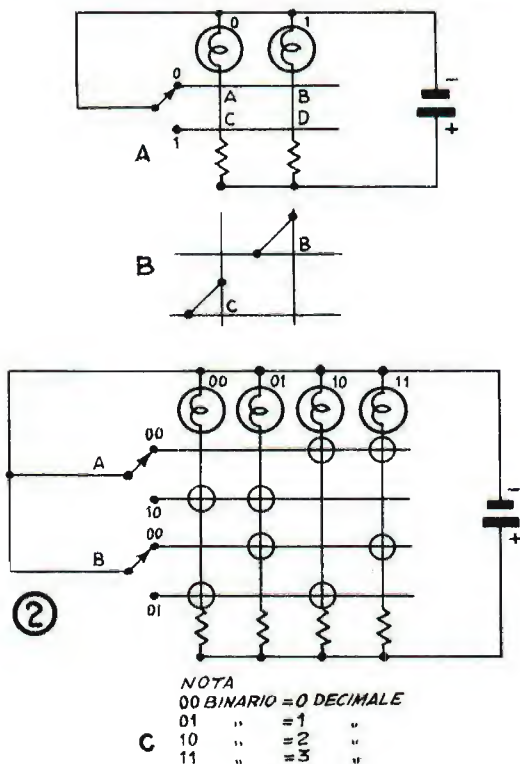 0 1
0
A B
C D
1
A
-
+
B
B
C
00 01 10 11
00
A
10
00
B
01
-
+
2
NOTA
00 BINARIO = 0 DECIMALE
01 " = 1 "
10 " = 2 "
C 11 " = 3 "